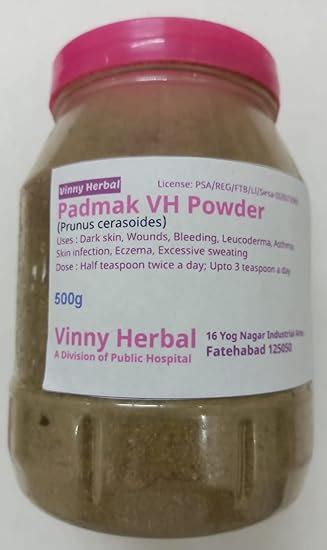 Vinny Herbal
License: PSA/REG/FTB/LI/Sirsa-
Padmak VH Powder
(Prunus cerasoides)
Uses : Dark skin, Wounds, Bleeding, Leucoderma, Asthma
Skin infection, Eczema, Excessive sweating
Dose : Half teaspoon twice a day; Upto 3 teaspoon a day
500g
Vinny Herbal
A Division of Public Hospital
16 Yog Nagar Industrial
Fatehabad 125050